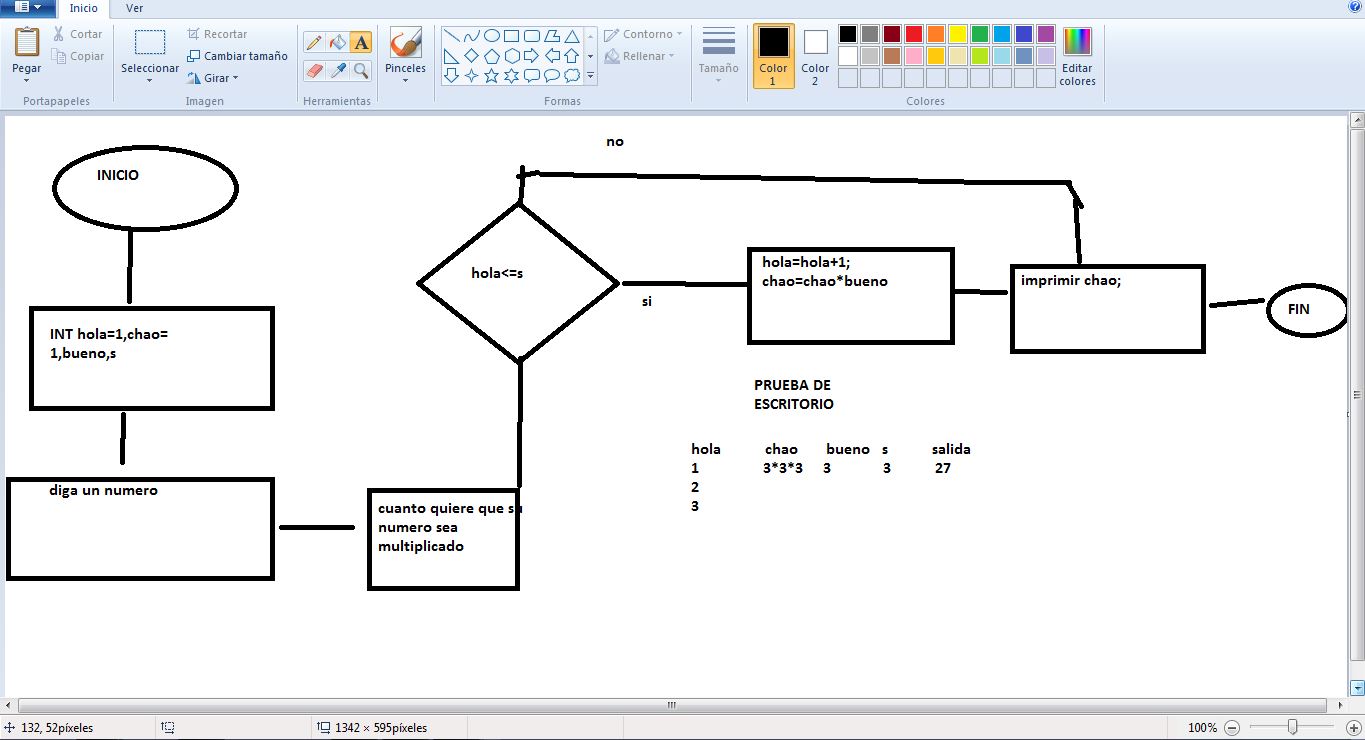 Inicio
Ver
Pegar
Cortar
Copiar
Portapapeles
Seleccionar
Recortar
Cambiar tamaño
Girar
Imagen
A
Herramientas
Pinceles
Formas
Contorno
Rellenar
Tamaño
Color
1
Color
2
Editar
colores
Colores
no
INICIO
hola<=s
si
hola=hola+1;
chao=chao*bueno
imprimir chao;
FIN
INT hola=1,chao=
1,bueno,s
PRUEBA DE
ESCRITORIO
hola chao bueno s salida
1 3*3*3 3 3 27
2
3
diga un numero
cuanto quiere que su
numero sea
multiplicado
132, 52píxeles
1342 × 595píxeles
100%